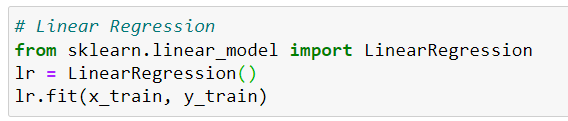 # Linear Regression
from sklearn.linear_model import LinearRegression
lr = LinearRegression()
lr.fit(x_train, y_train)